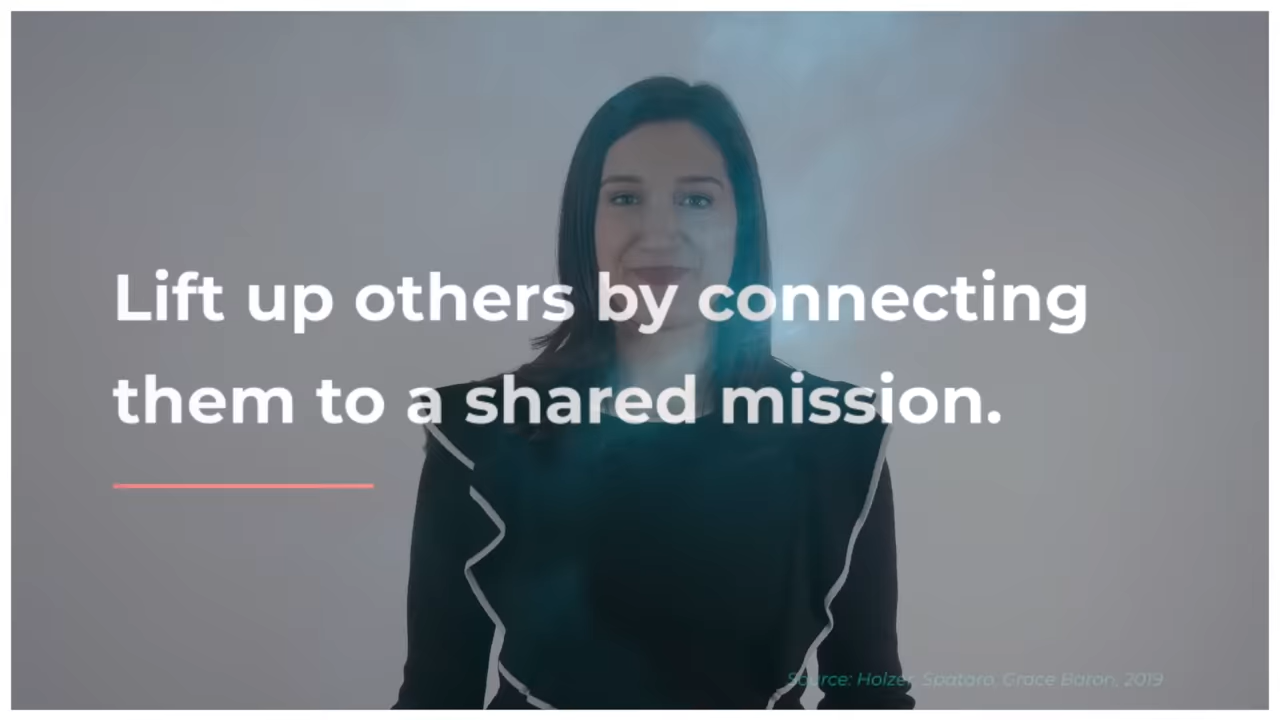 Lift up others by connecting
them to a shared mission.
Source: Holzer, Spataro, Grace Baron, 2019